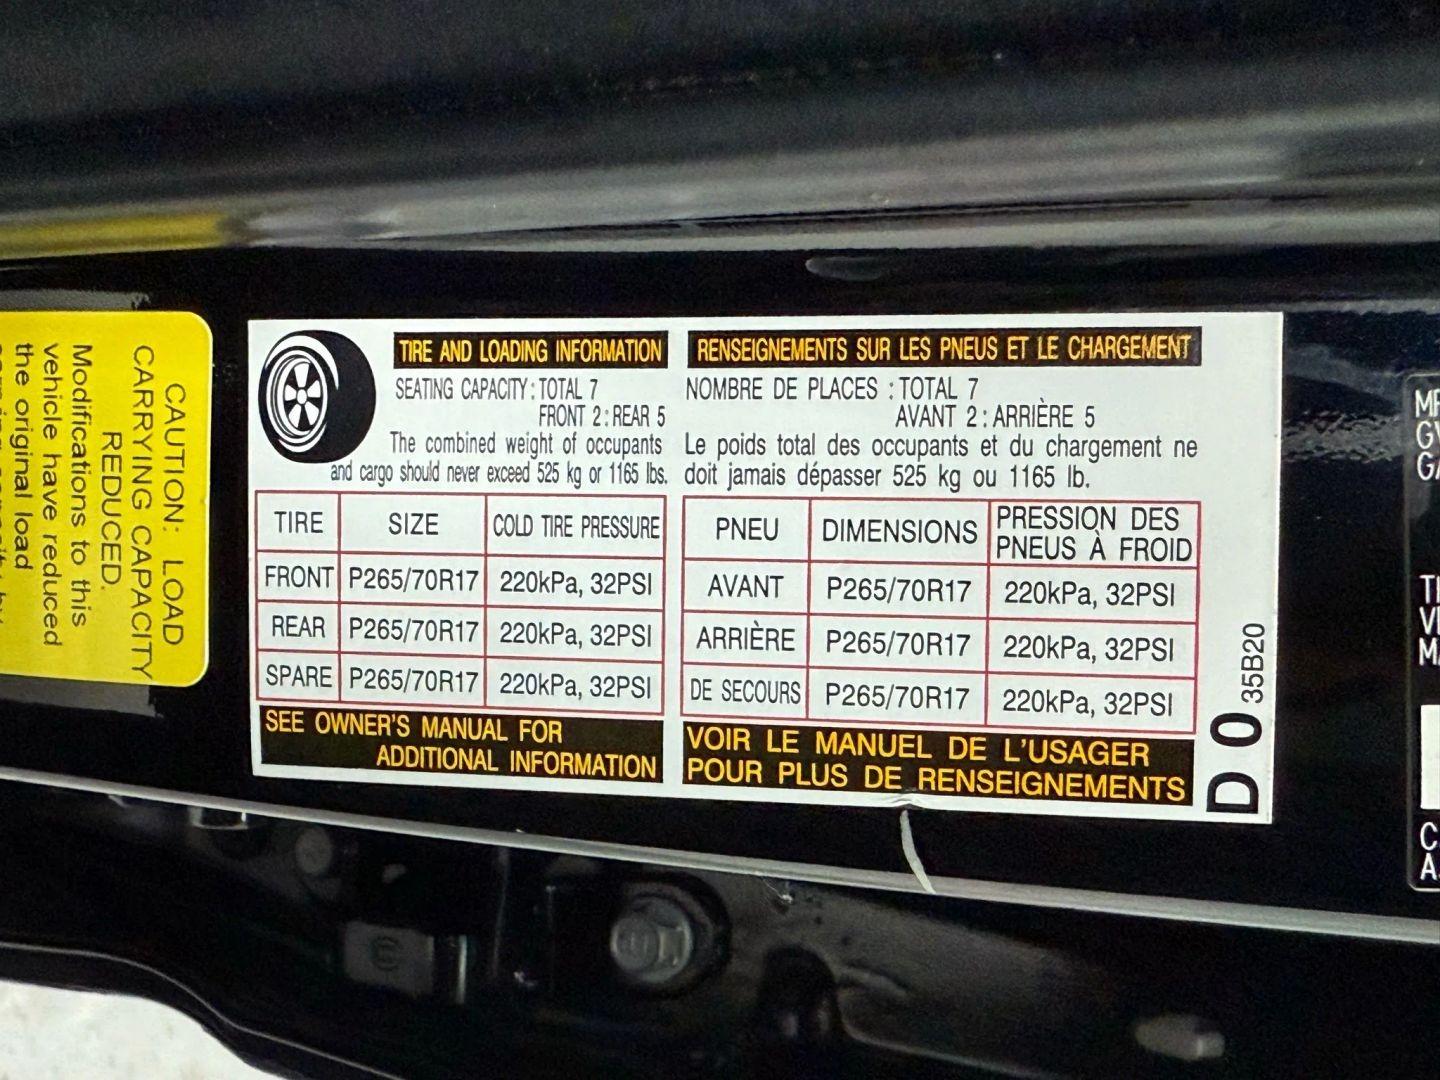 CAUTION: LOAD
CARRYING CAPACITY
REDUCED.
Modifications to this
vehicle have reduced
the original load
TIRE AND LOADING INFORMATION
SEATING CAPACITY : TOTAL 7
FRONT 2 : REAR 5
The combined weight of occupants
and cargo should never exceed 525 kg or 1165 lbs.
TIRE SIZE COLD TIRE PRESSURE
FRONT P265/70R17 220kPa, 32PSI
REAR P265/70R17 220kPa, 32PSI
SPARE P265/70R17 220kPa, 32PSI
SEE OWNER'S MANUAL FOR
ADDITIONAL INFORMATION
RENSEIGNEMENTS SUR LES PNEUS ET LE CHARGEMENT
NOMBRE DE PLACES : TOTAL 7
AVANT 2 : ARRIÈRE 5
Le poids total des occupants et du chargement ne
doit jamais dépasser 525 kg ou 1165 lb.
PNEU DIMENSIONS PRESSION DES
PNEUS À FROID
AVANT P265/70R17 220kPa, 32PSI
ARRIÈRE P265/70R17 220kPa, 32PSI
DE SECOURS P265/70R17 220kPa, 32PSI
VOIR LE MANUEL DE L'USAGER
POUR PLUS DE RENSEIGNEMENTS
D 0 35B20